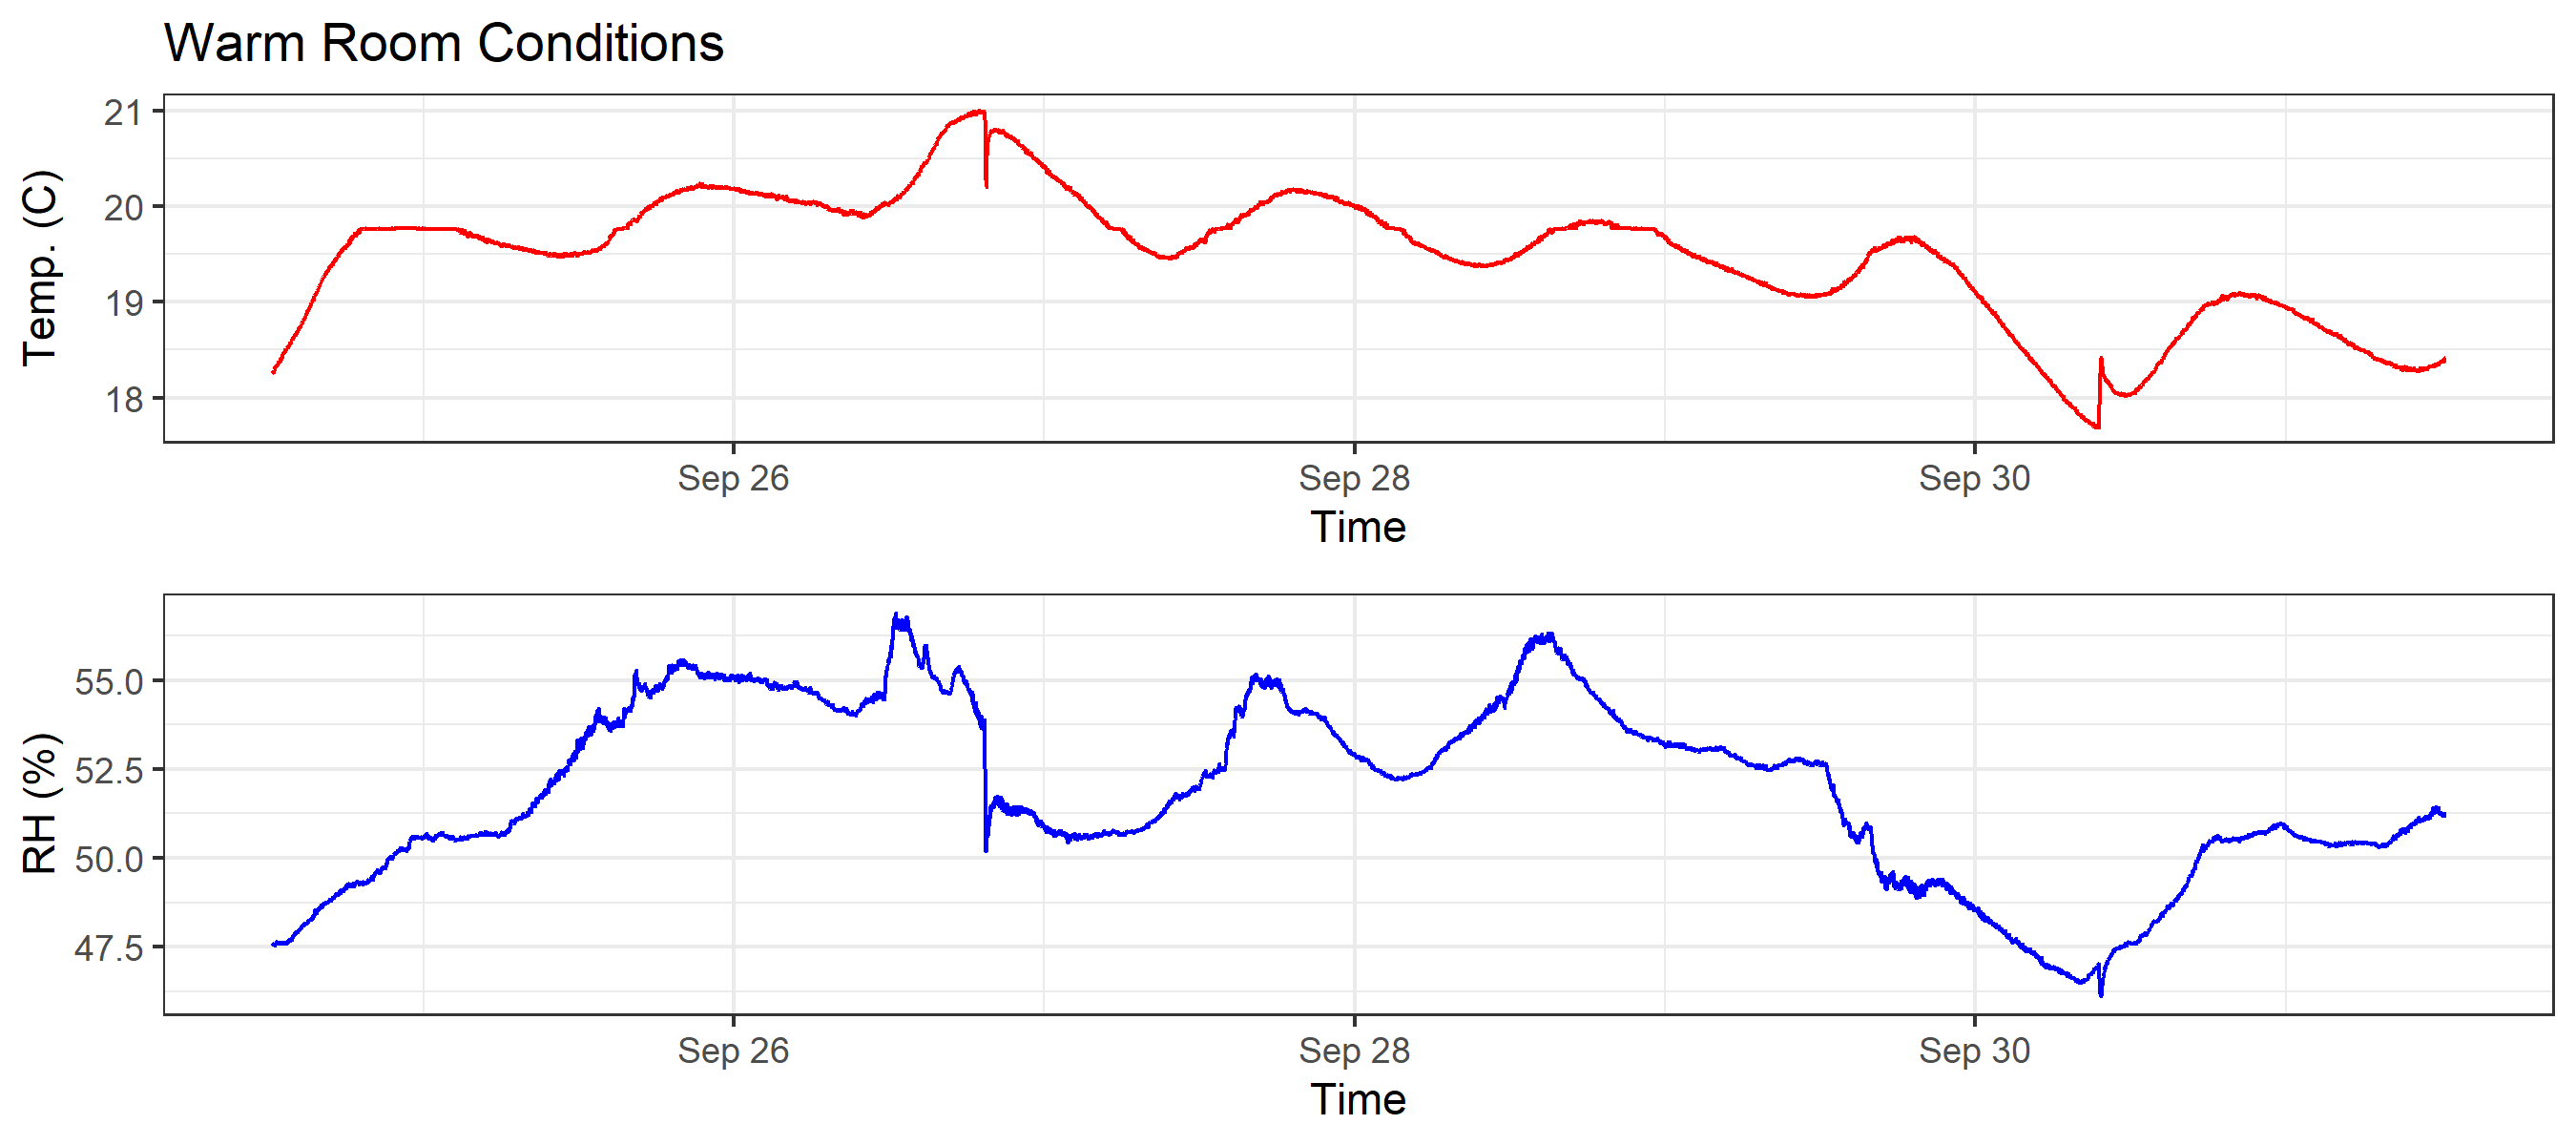 Warm Room Conditions
Temp. (C)
21
20
19
18
Sep 26
Sep 28
Sep 30
Time
RH (%)
55.0
52.5
50.0
47.5
Sep 26
Sep 28
Sep 30
Time